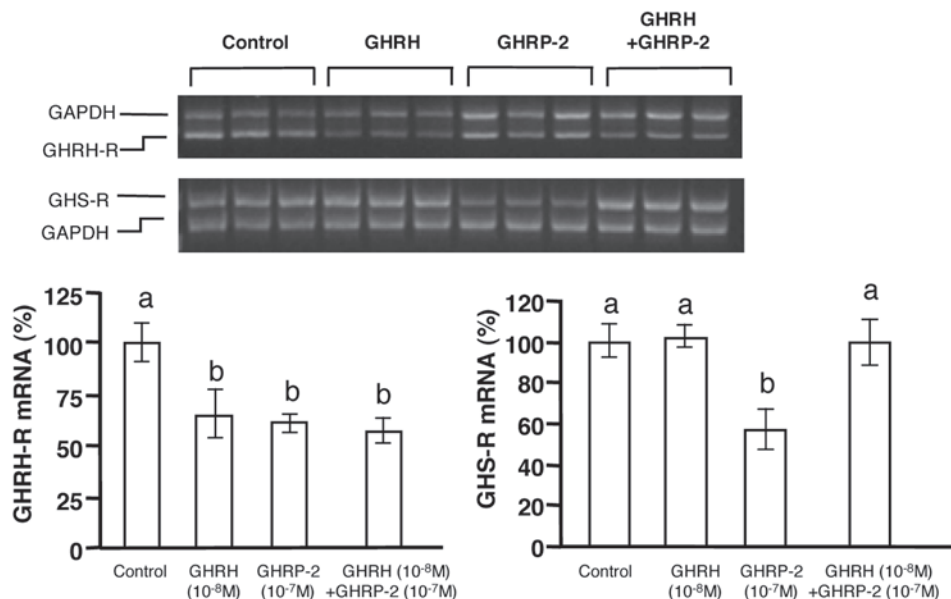 Control GHRH GHRP-2 GHRH
+GHRP-2
GAPDH
GHRH-R
GHS-R
GAPDH
GHRH-R mRNA (%)
125
100
75
50
25
0
a
b
b
b
Control GHRH GHRP-2 GHRH (10⁻⁸M)
(10⁻⁸M) (10⁻⁷M) +GHRP-2 (10⁻⁷M)
GHS-R mRNA (%)
120
100
80
60
40
20
0
a
a
b
a
Control GHRH GHRP-2 GHRH (10⁻⁸M)
(10⁻⁸M) (10⁻⁷M) +GHRP-2 (10⁻⁷M)